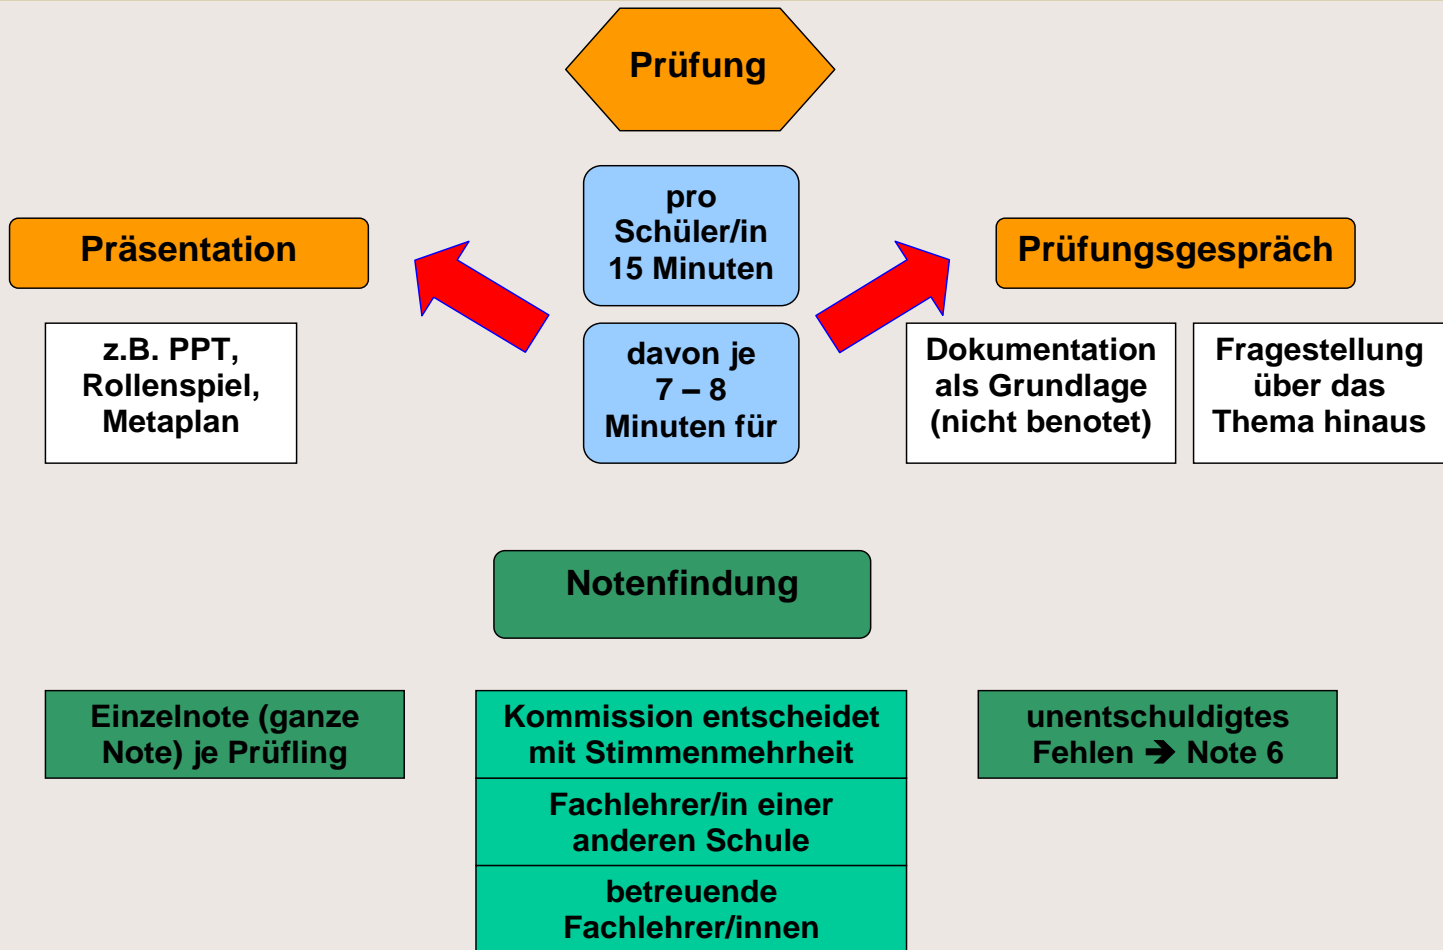 Prüfung
pro
Schüler/in
15 Minuten
Präsentation
Prüfungsgespräch
z.B. PPT,
Rollenspiel,
Metaplan
davon je
7 – 8
Minuten für
Dokumentation
als Grundlage
(nicht benotet)
Fragestellung
über das
Thema hinaus
Notenfindung
Einzelnote (ganze
Note) je Prüfling
Kommission entscheidet
mit Stimmenmehrheit
Fachlehrer/in einer
anderen Schule
betreuende
Fachlehrer/innen
unentschuldigtes
Fehlen ➔ Note 6